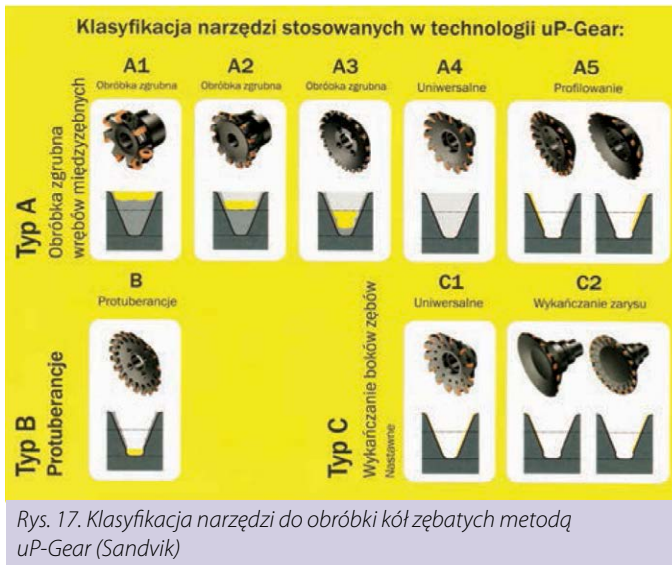 Klasyfikacja narzędzi stosowanych w technologii uP-Gear:
A1
Obróbka zgrubna
A2
Obróbka zgrubna
A3
Obróbka zgrubna
A4
Uniwersalne
A5
Profilowanie
Typ A
Obróbka zgrubna
wrębów międzyzębnych
B
Protuberancje
Typ B
Protuberancje
C1
Uniwersalne
C2
Wykańczanie zarysu
Typ C
Wykańczanie boków zębów
Nastawne
Rys. 17. Klasyfikacja narzędzi do obróbki kół zębatych metodą
uP-Gear (Sandvik)